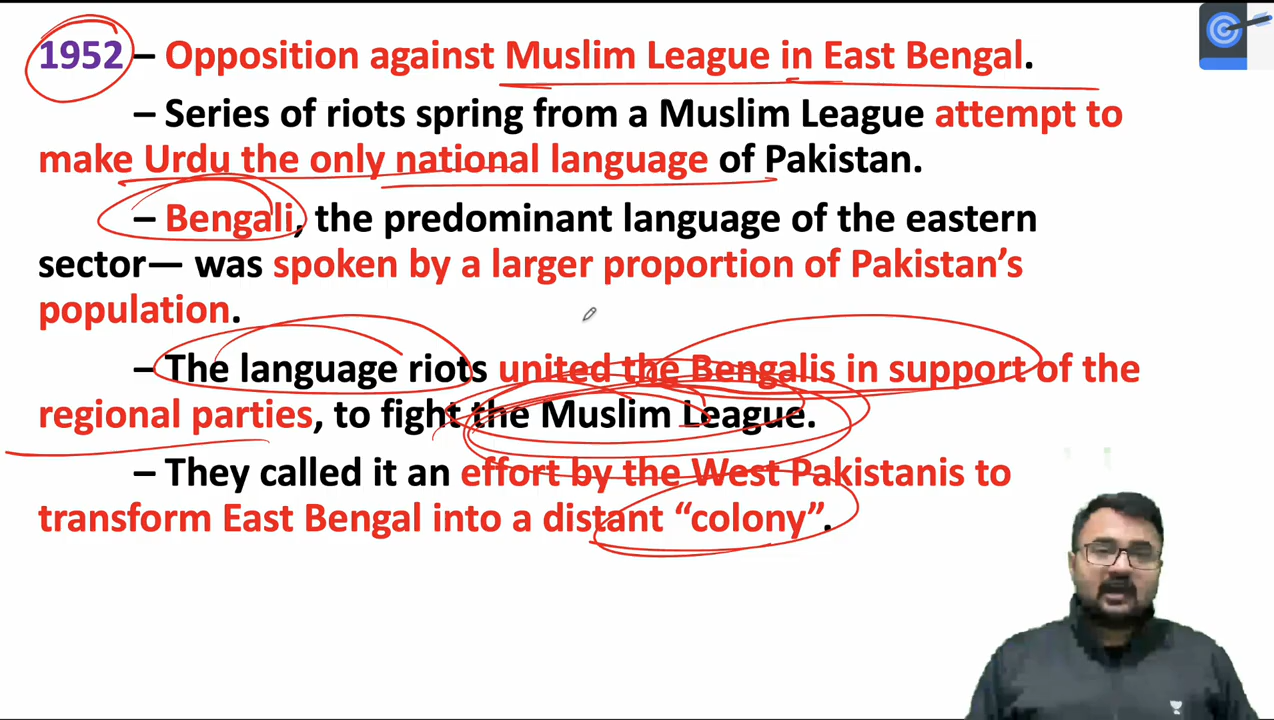 1952 – Opposition against Muslim League in East Bengal.
– Series of riots spring from a Muslim League attempt to
make Urdu the only national language of Pakistan.
– Bengali, the predominant language of the eastern
sector— was spoken by a larger proportion of Pakistan’s
population.
– The language riots united the Bengalis in support of the
regional parties, to fight the Muslim League.
– They called it an effort by the West Pakistanis to
transform East Bengal into a distant “colony”.